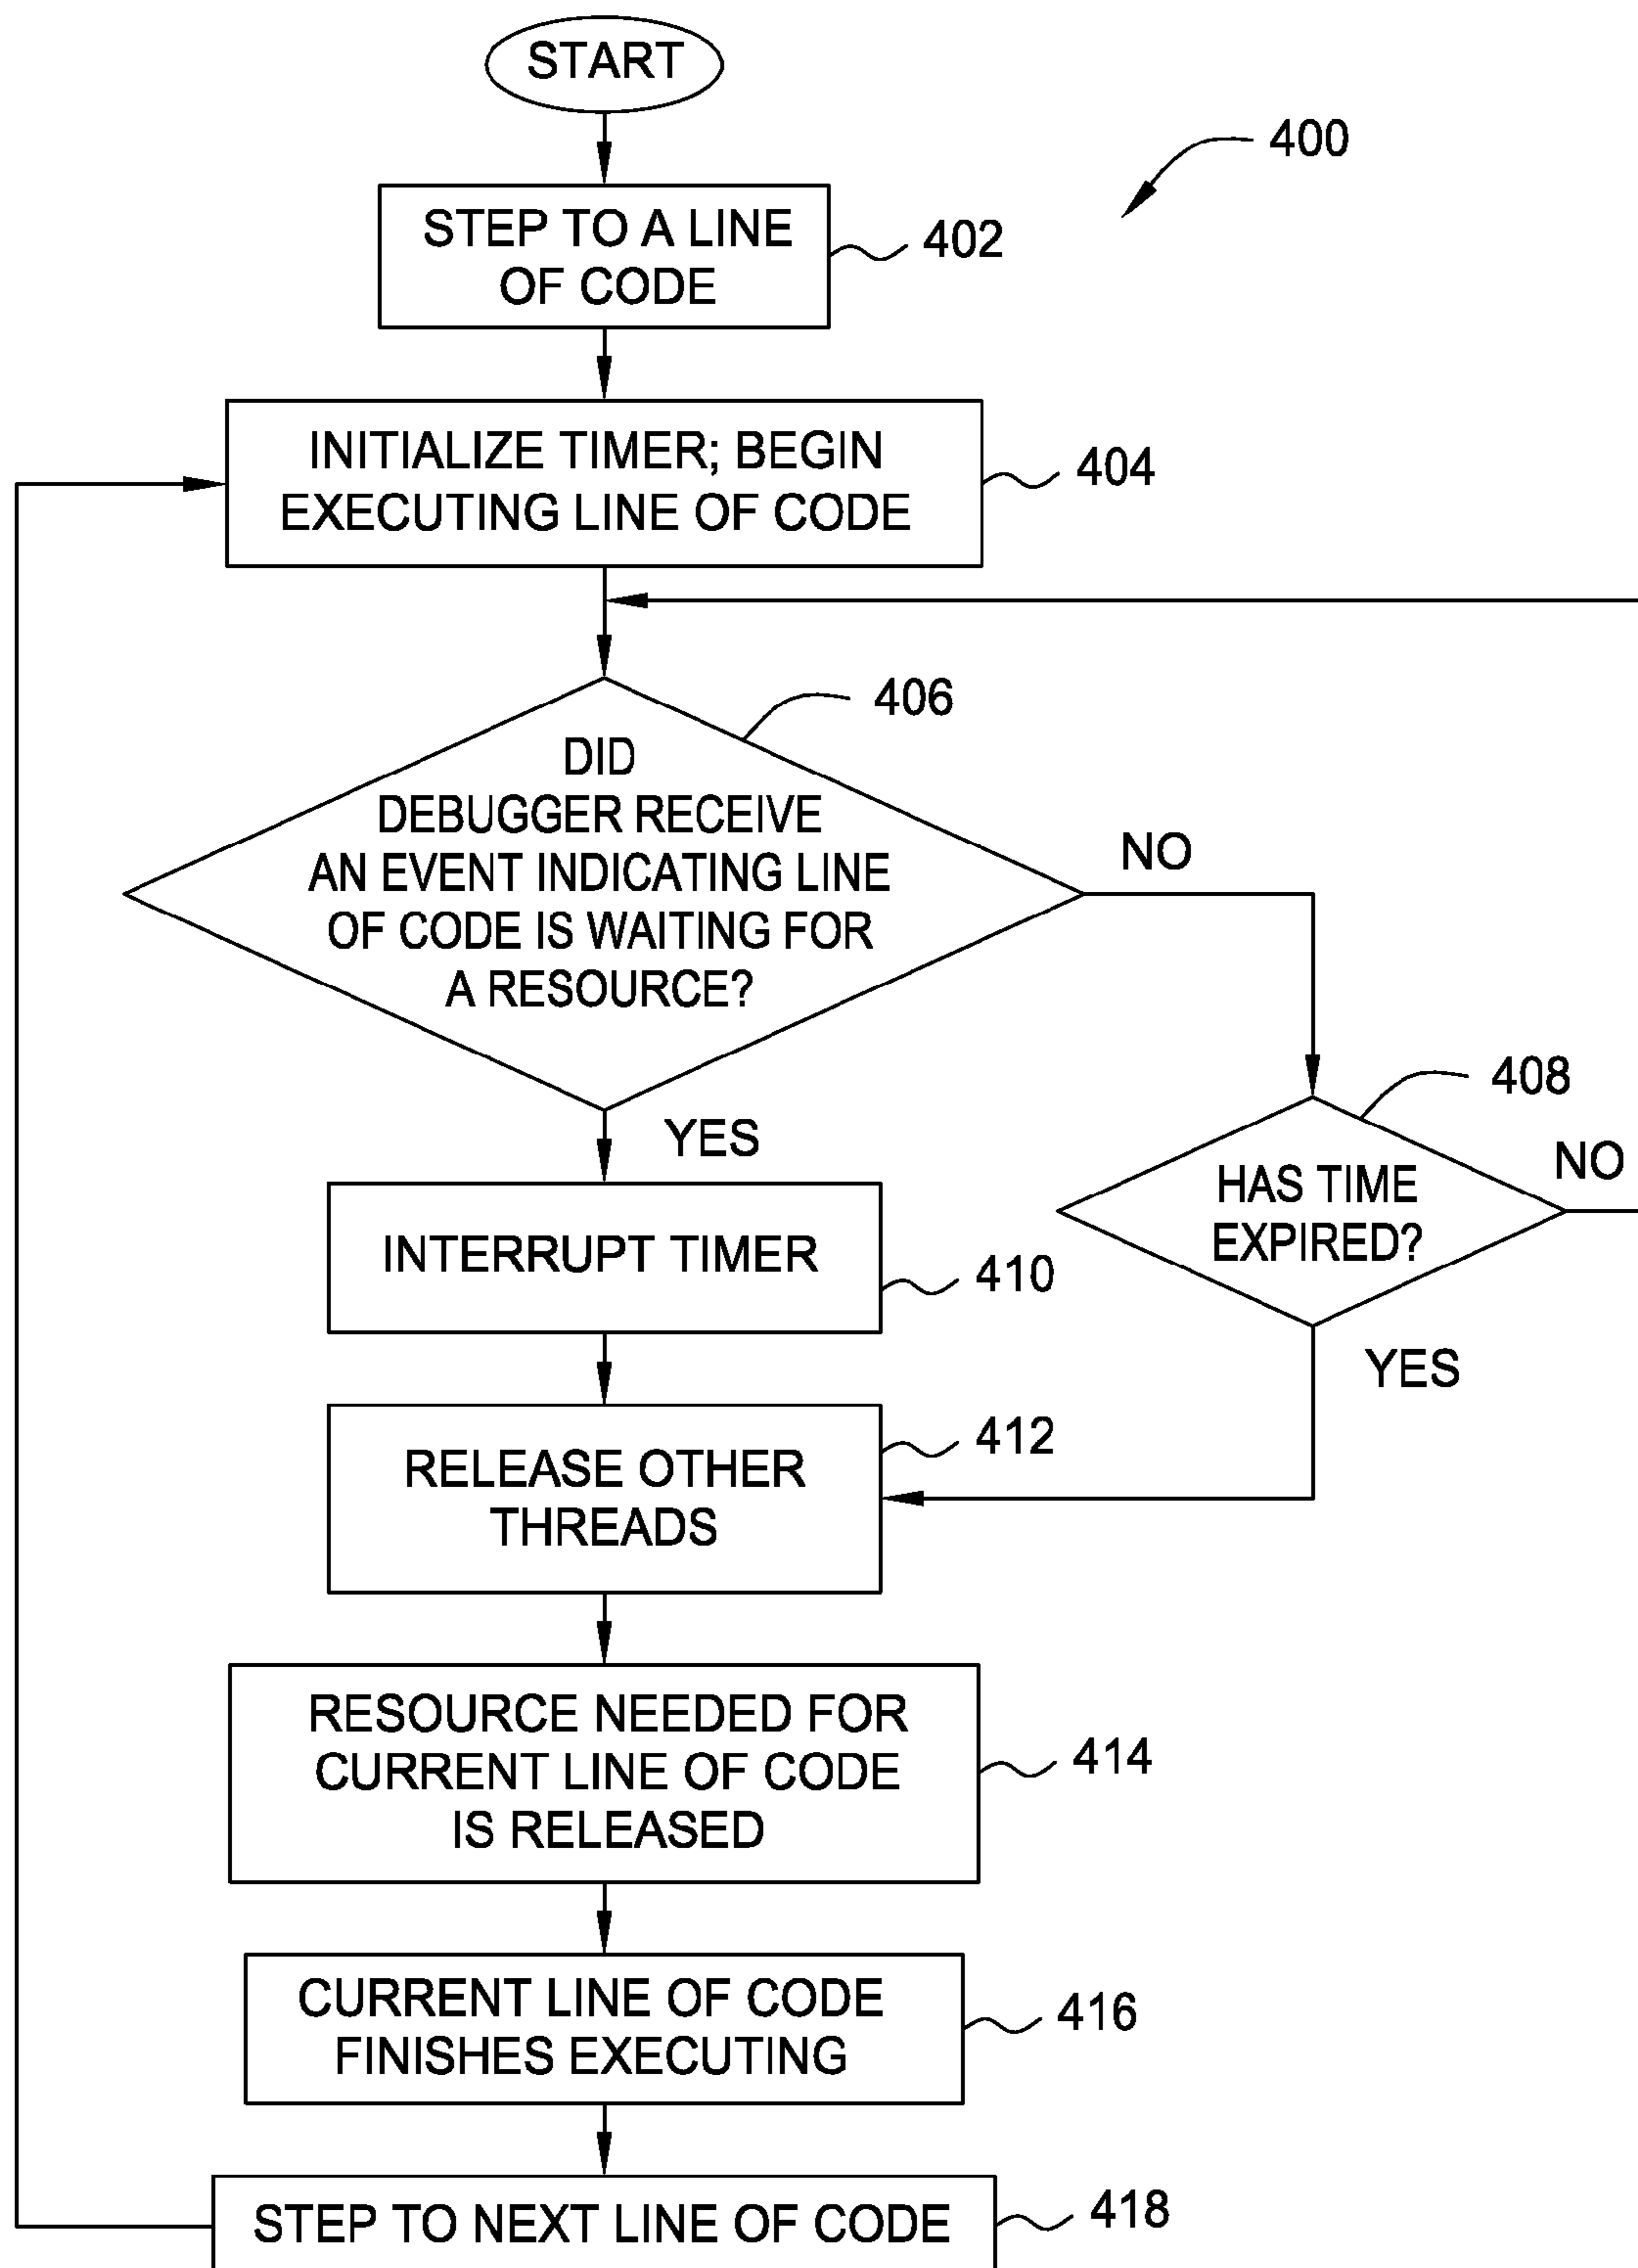 START
400
STEP TO A LINE
OF CODE
402
INITIALIZE TIMER; BEGIN
EXECUTING LINE OF CODE
404
406
DID
DEBUGGER RECEIVE
AN EVENT INDICATING LINE
OF CODE IS WAITING FOR
A RESOURCE?
NO
YES
408
HAS TIME
EXPIRED?
NO
YES
INTERRUPT TIMER
410
RELEASE OTHER
THREADS
412
RESOURCE NEEDED FOR
CURRENT LINE OF CODE
IS RELEASED
414
CURRENT LINE OF CODE
FINISHES EXECUTING
416
STEP TO NEXT LINE OF CODE
418